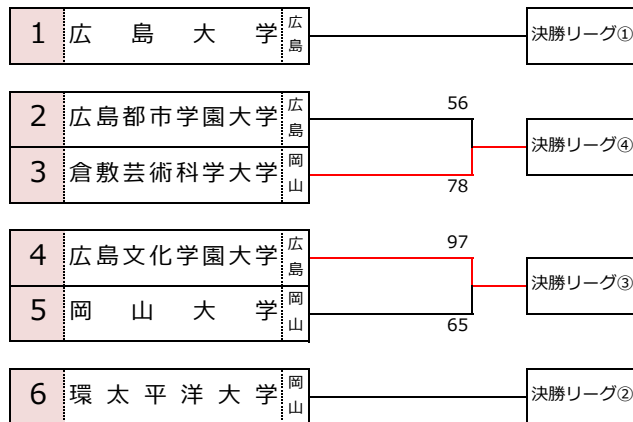 1 広島大学 広島 決勝リーグ①
2 広島都市学園大学 広島 56
決勝リーグ④
3 倉敷芸術科学大学 岡山 78
4 広島文化学園大学 広島 97
決勝リーグ③
5 岡山大学 岡山 65
6 環太平洋大学 岡山 決勝リーグ②